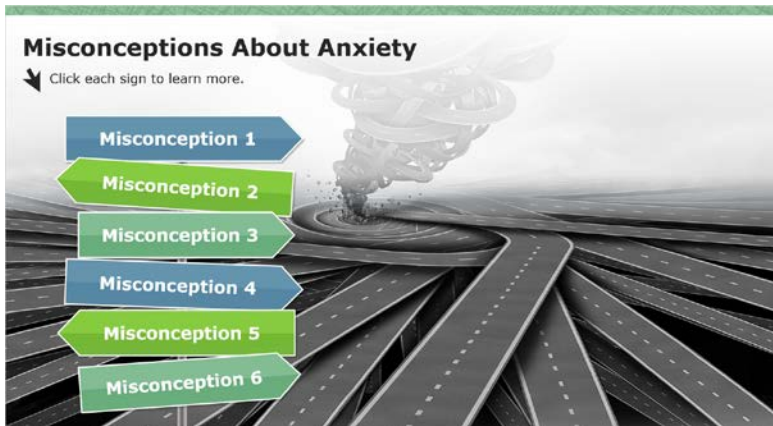 Misconceptions About Anxiety
Click each sign to learn more.
Misconception 1
Misconception 2
Misconception 3
Misconception 4
Misconception 5
Misconception 6